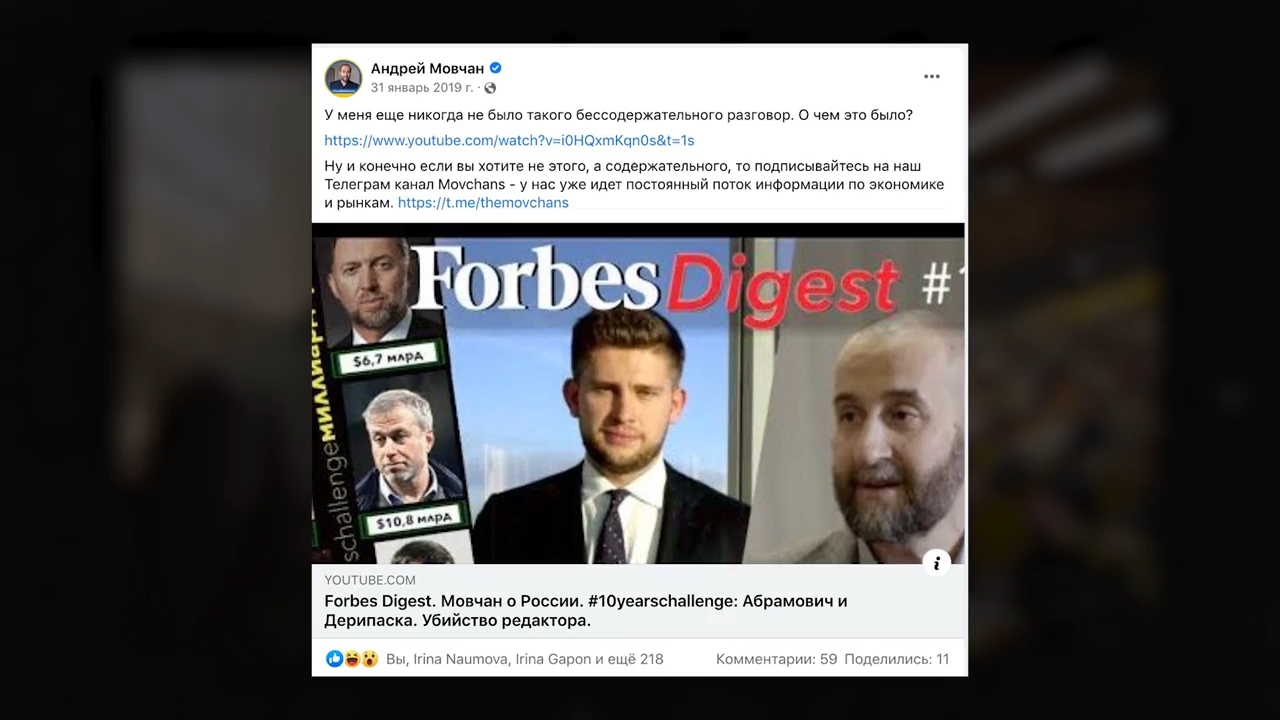 Андрей Мовчан
31 январь 2019 г. ·
У меня еще никогда не было такого бессодержательного разговор. О чем это было?
https://www.youtube.com/watch?v=i0HQxmKqn0s&t=1s
Ну и конечно если вы хотите не этого, а содержательного, то подписывайтесь на наш
Телеграм канал Movchans - у нас уже идет постоянный поток информации по экономике
и рынкам. https://t.me/themovchans
Forbes Digest #1
$6,7 МЛРД
$10,8 МЛРД
schallenge
YOUTUBE.COM
Forbes Digest. Мовчан о России. #10yearschallenge: Абрамович и
Дерипаска. Убийство редактора.
Вы, Irina Naumova, Irina Gapon и ещё 218 Комментарии: 59 Поделились: 11